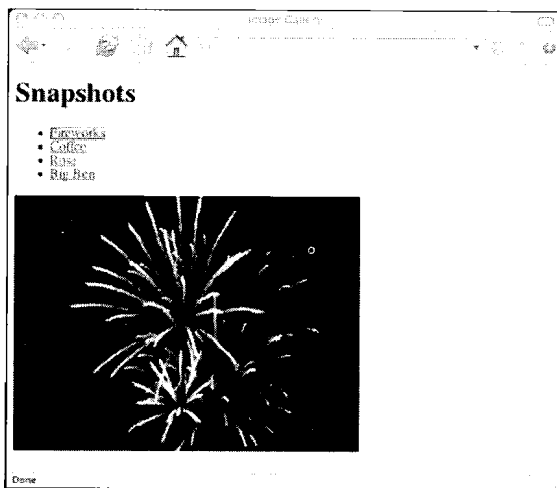 Image Gallery
Snapshots
Fireworks
Coffee
Rose
Big Ben
Done